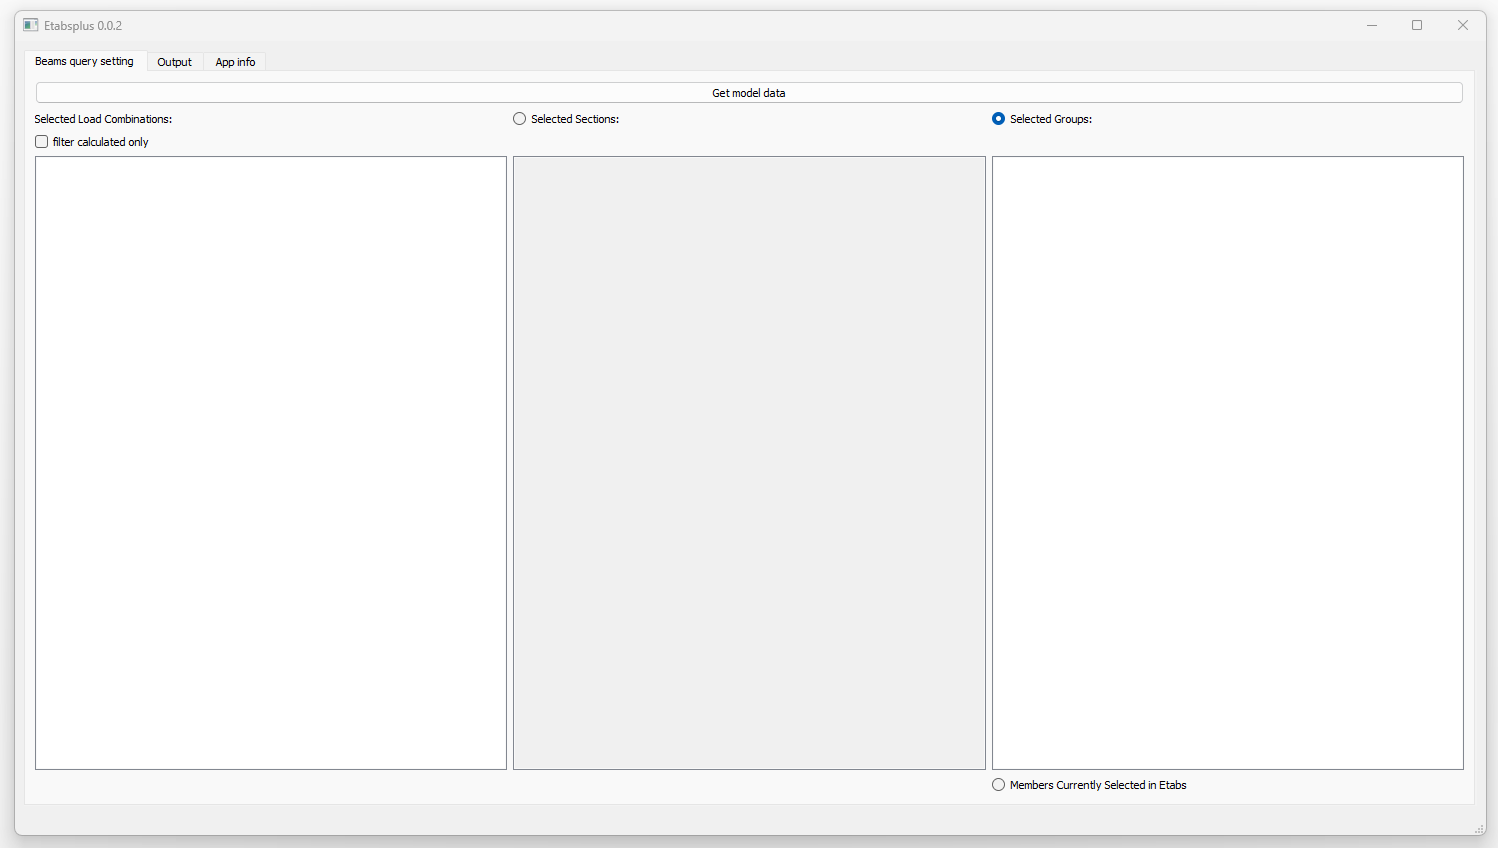 Etabsplus 0.0.2
Beams query setting Output App info
Get model data
Selected Load Combinations: Selected Sections: Selected Groups:
filter calculated only
Members Currently Selected in Etabs